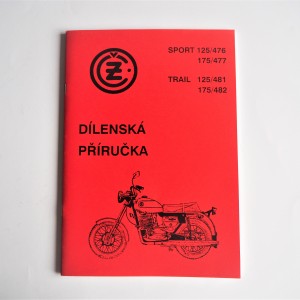 ČZ
SPORT 125/476
175/477
TRAIL 125/481
175/482
DÍLENSKÁ
PŘÍRUČKA